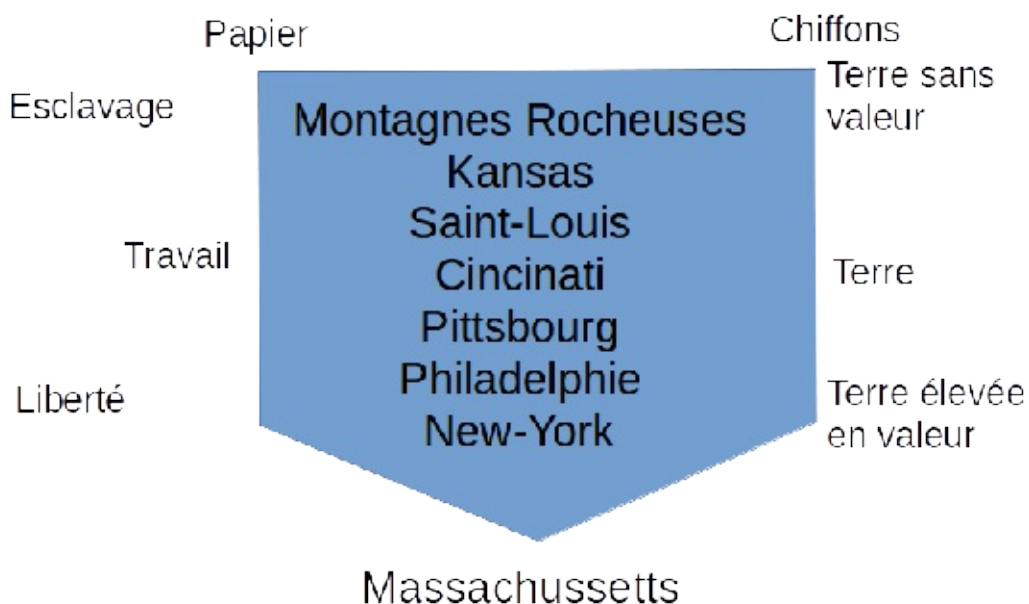 Papier
Chiffons
Esclavage
Terre sans
valeur
Montagnes Rocheuses
Kansas
Saint-Louis
Travail
Cincinati
Terre
Pittsbourg
Philadelphie
Liberté
Terre élevée
en valeur
New-York
Massachussetts